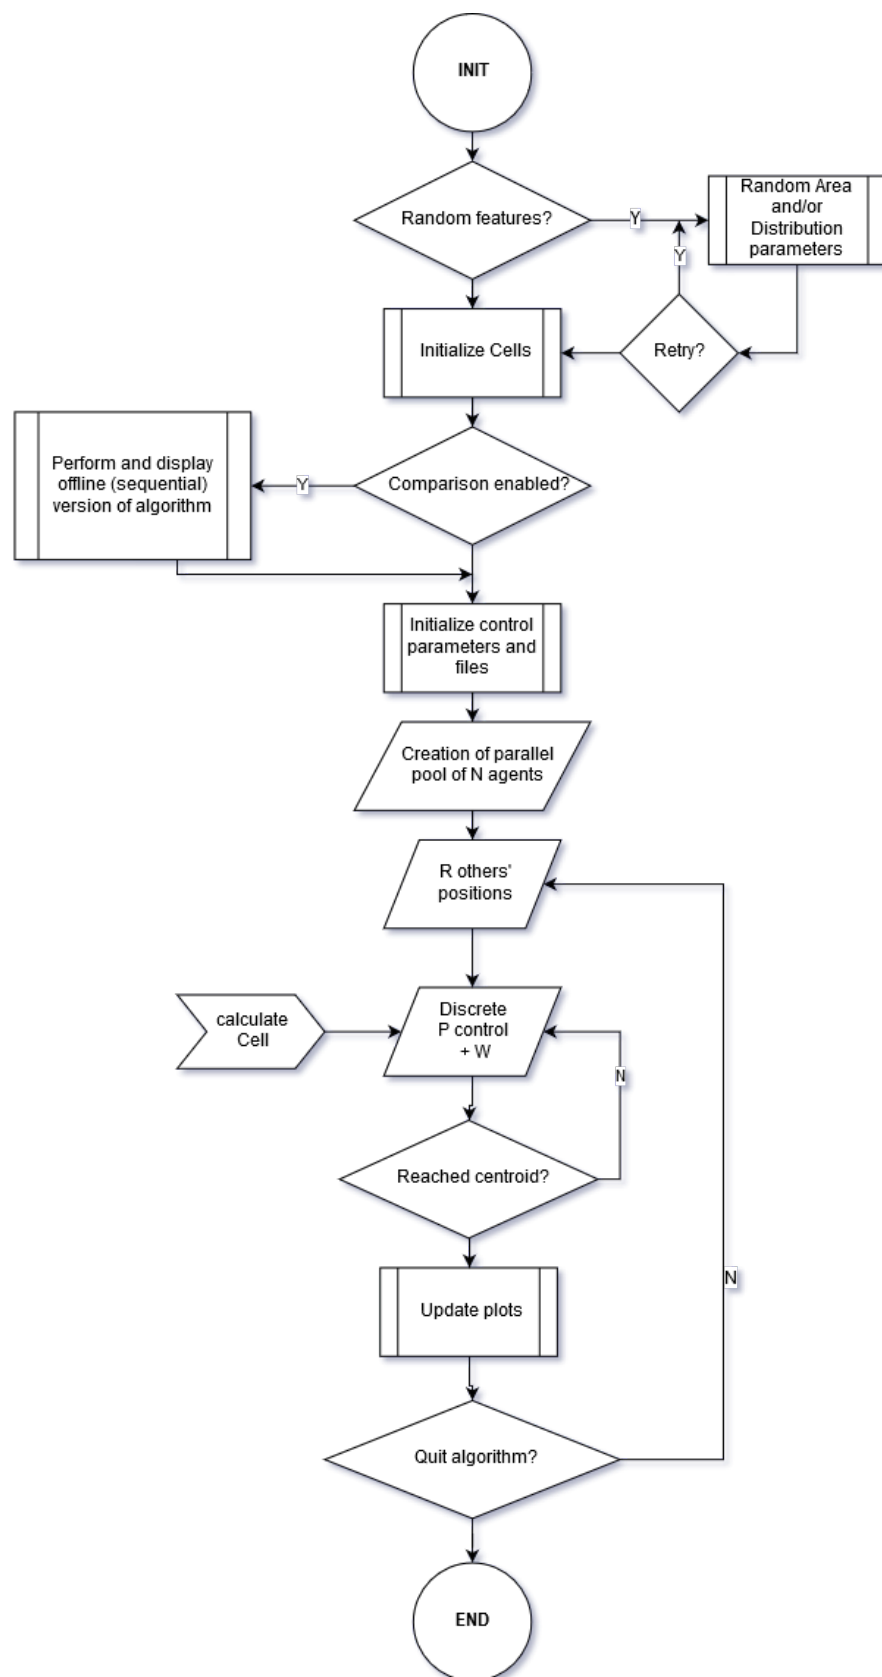 INIT
Random features?
Y
Random Area
and/or
Distribution
parameters
Y
Initialize Cells
Retry?
Perform and display
offline (sequential)
version of algorithm
Y
Comparison enabled?
Initialize control
parameters and
files
Creation of parallel
pool of N agents
R others'
positions
calculate
Cell
Discrete
P control
+ W
N
Reached centroid?
N
Update plots
Quit algorithm?
END